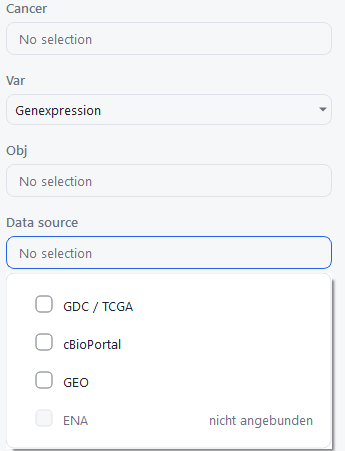 Cancer
No selection
Var
Genexpression
Obj
No selection
Data source
No selection
GDC / TCGA
cBioPortal
GEO
ENA nicht angebunden